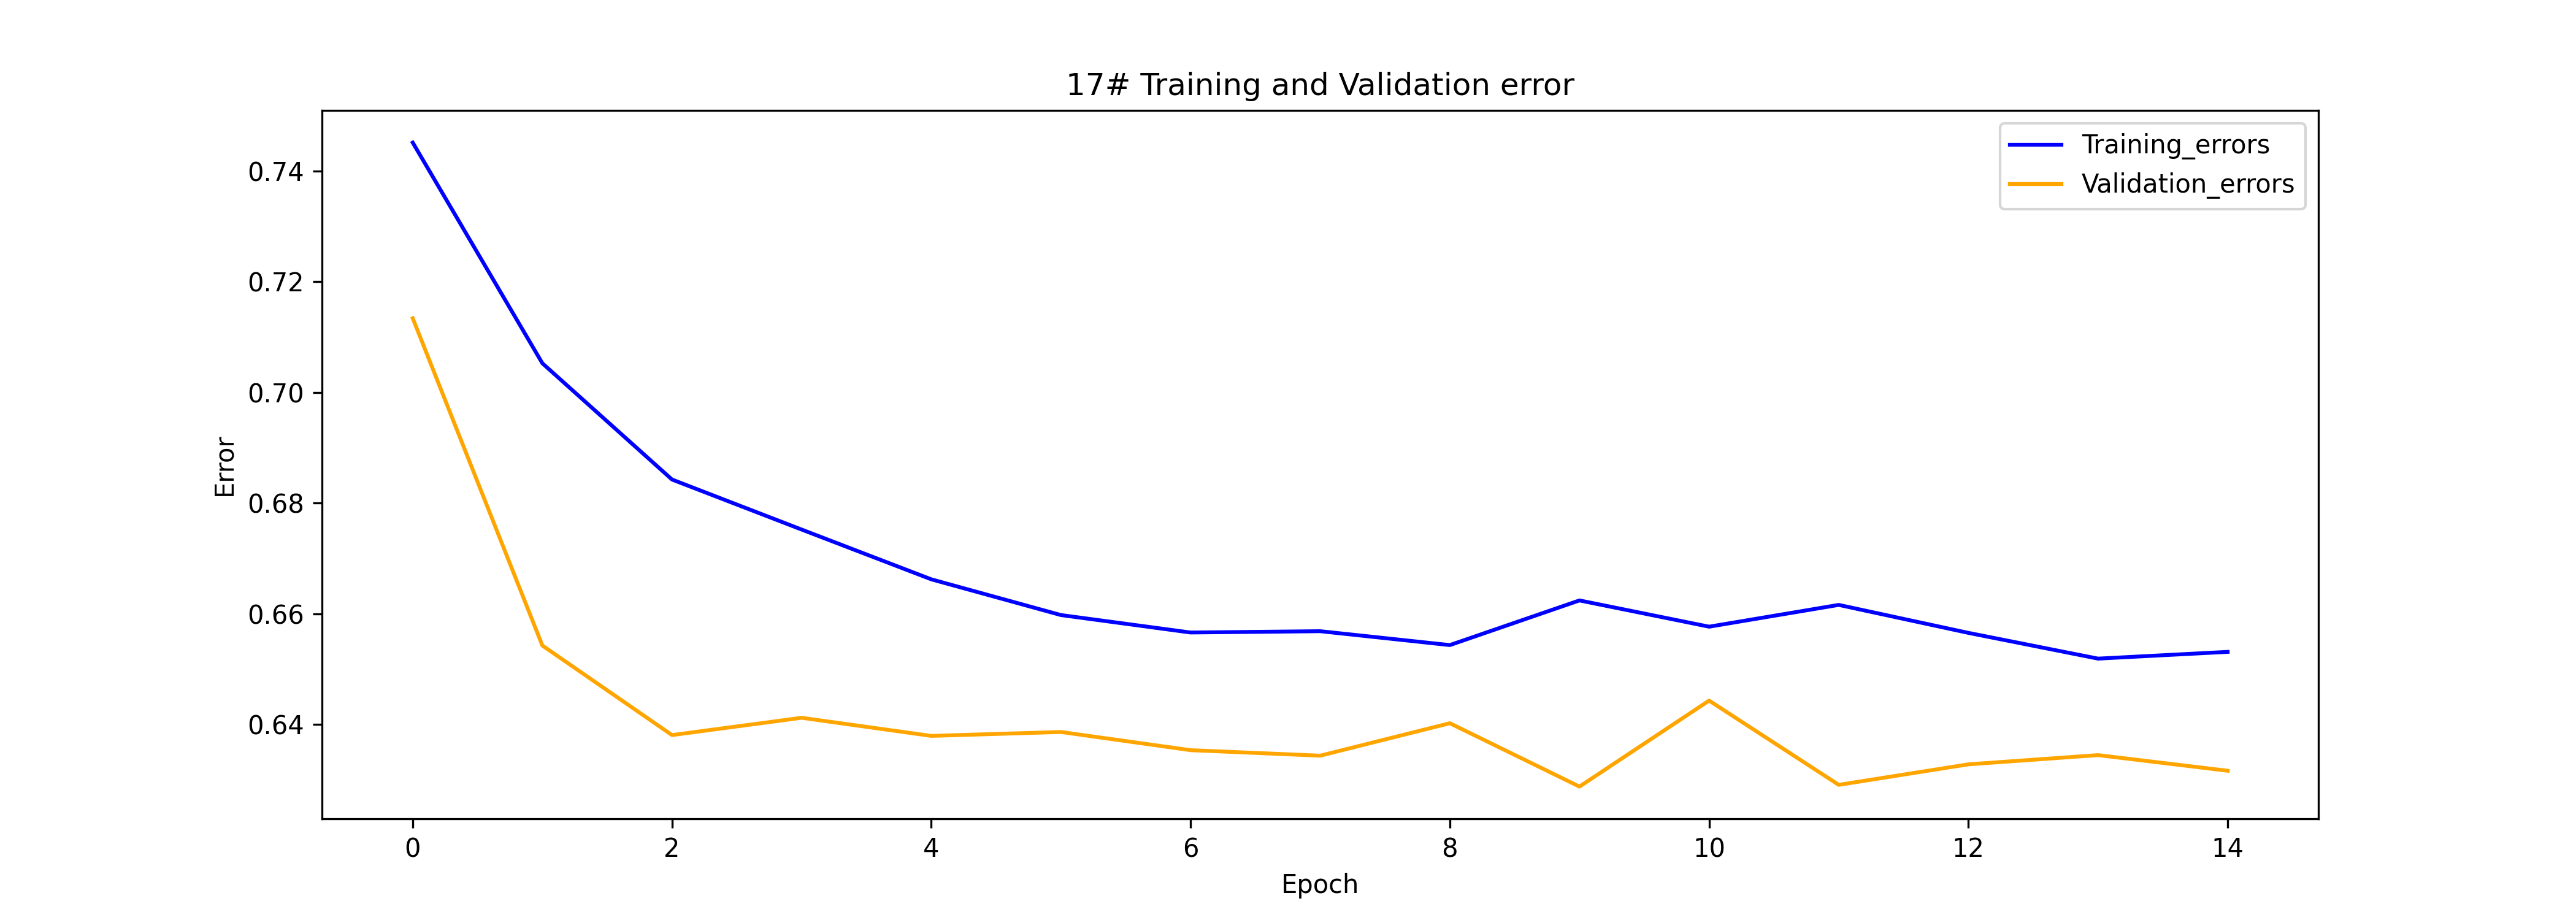 17# Training and Validation error
Training_errors
Validation_errors
0.74
0.72
0.70
0.68
0.66
0.64
Error
0
2
4
6
8
10
12
14
Epoch